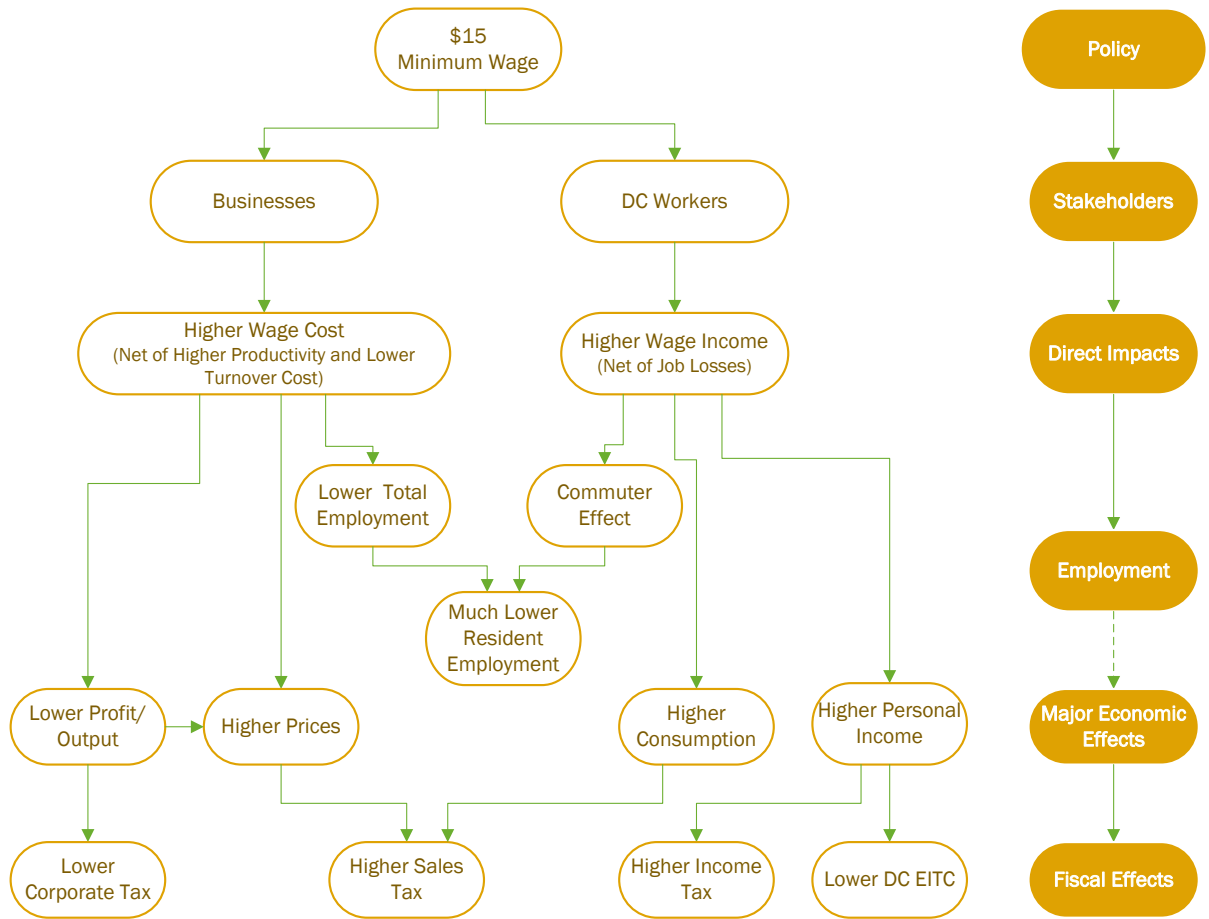 $15
Minimum Wage
Policy
Businesses
DC Workers
Stakeholders
Higher Wage Cost
(Net of Higher Productivity and Lower
Turnover Cost)
Higher Wage Income
(Net of Job Losses)
Direct Impacts
Lower Total
Employment
Commuter
Effect
Employment
Much Lower
Resident
Employment
Lower Profit/
Output
Higher Prices
Higher
Consumption
Higher Personal
Income
Major Economic
Effects
Lower
Corporate Tax
Higher Sales
Tax
Higher Income
Tax
Lower DC EITC
Fiscal Effects